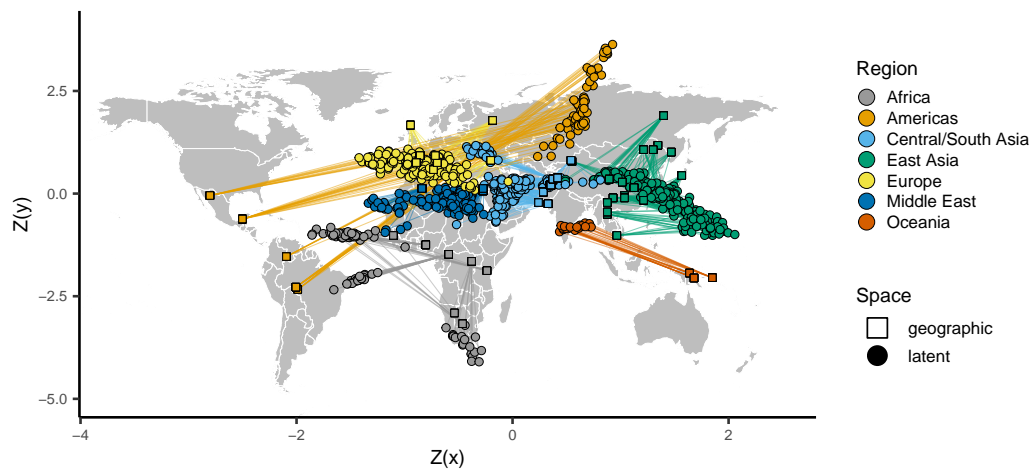 2.5
0.0
−2.5
−5.0
Z(y)
−4
−2
0
2
Z(x)
Region
Africa
Americas
Central/South Asia
East Asia
Europe
Middle East
Oceania
Space
geographic
latent